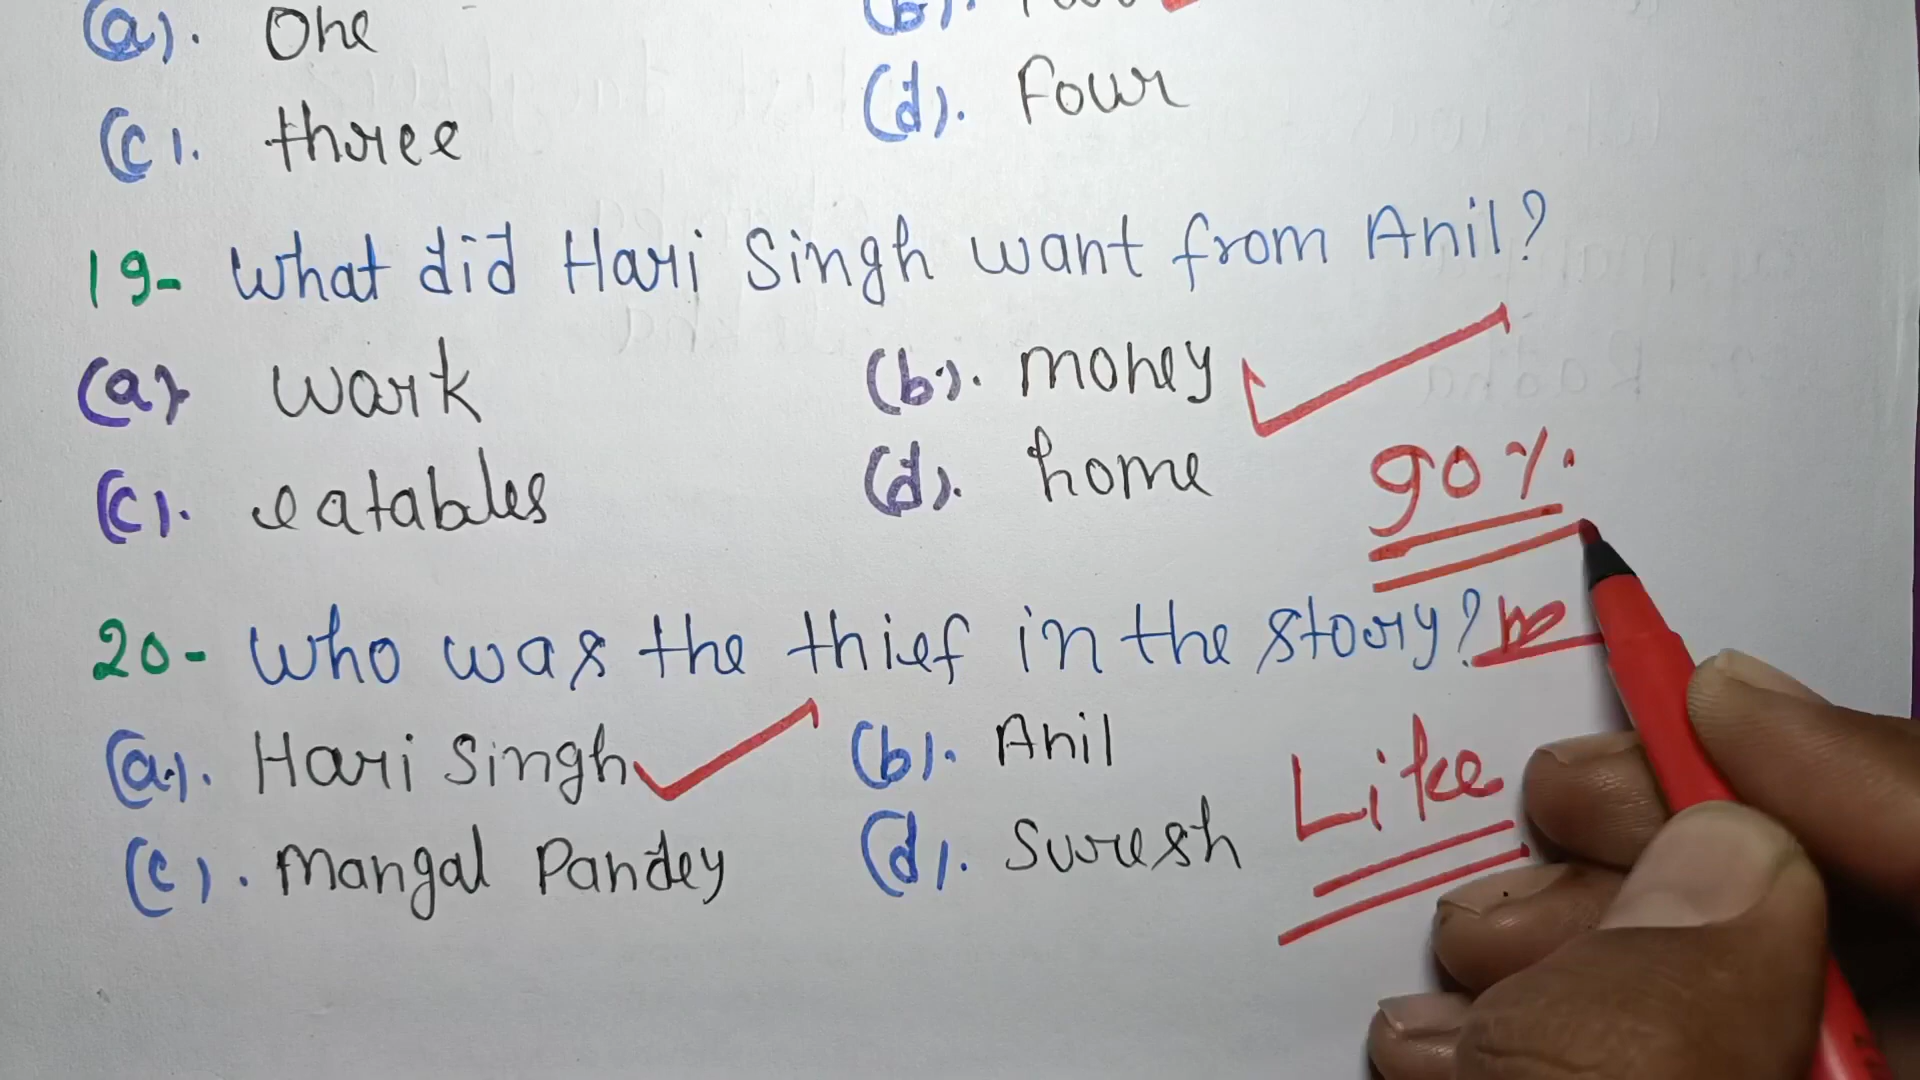 (a). One
(b).
(c). three
(d). Four
19- What did Hari Singh want from Anil?
(a) work
(b). money
(c). eatables
(d). home
90%.
20- Who was the thief in the story?
(a). Hari Singh
(b). Anil
(c). Mangal Pandey
(d). Suresh
Like